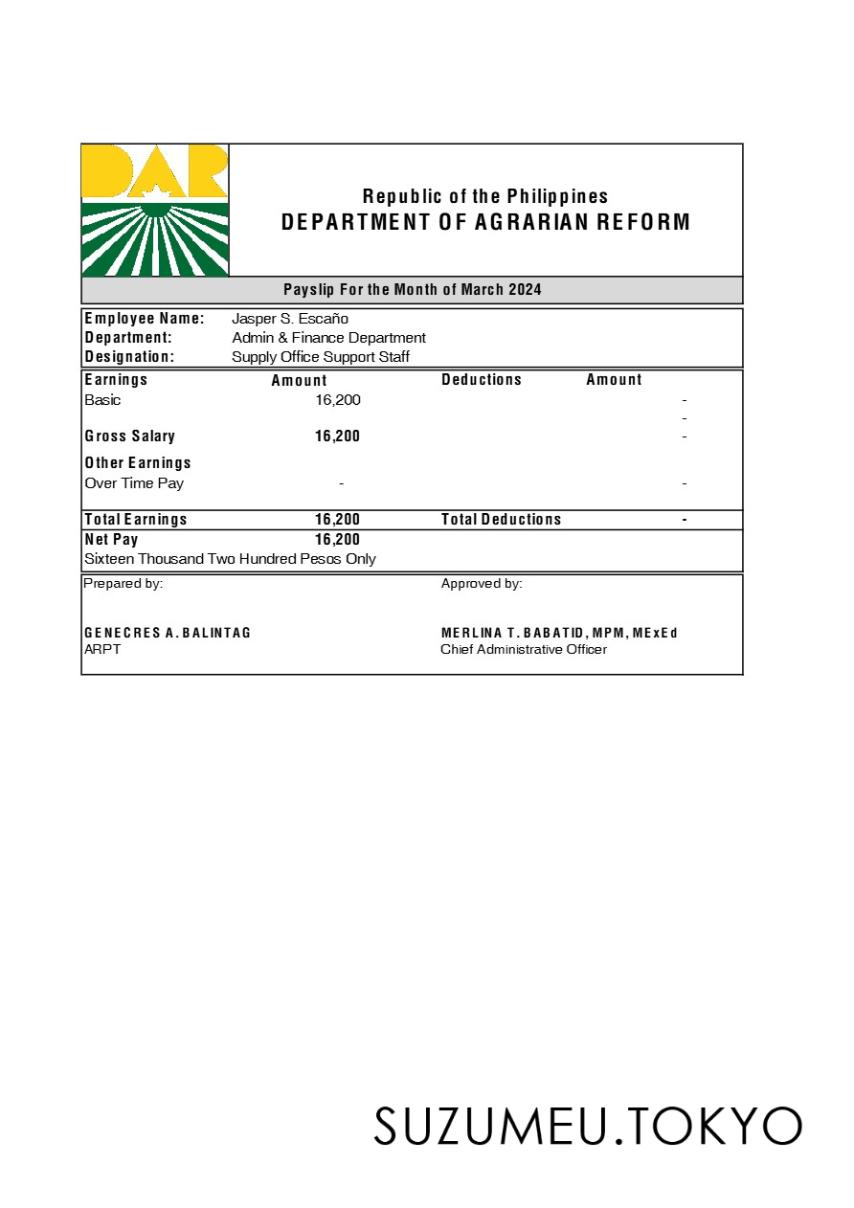 DAR
Republic of the Philippines
DEPARTMENT OF AGRARIAN REFORM
Payslip For the Month of March 2024
Employee Name: Jasper S. Escaño
Department: Admin & Finance Department
Designation: Supply Office Support Staff
Earnings Amount Deductions Amount
Basic 16,200 -
-
Gross Salary 16,200 -
Other Earnings
Over Time Pay - -
Total Earnings 16,200 Total Deductions -
Net Pay 16,200
Sixteen Thousand Two Hundred Pesos Only
Prepared by: Approved by:
GENECRES A. BALINTAG MERLINA T. BABATID, MPM, MExEd
ARPT Chief Administrative Officer
SUZUMEU.TOKYO